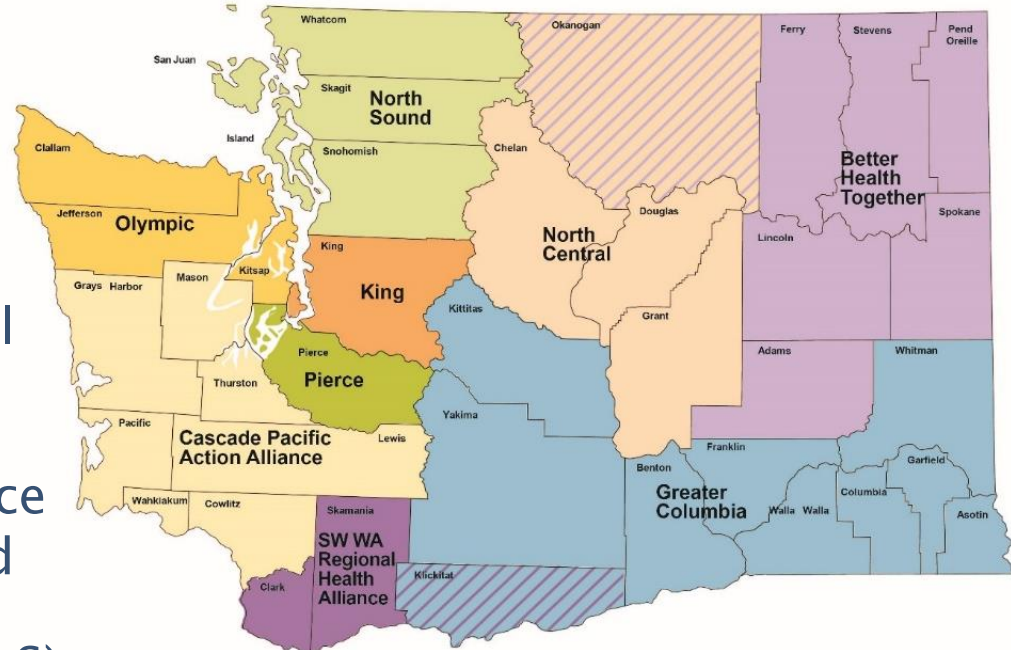 Whatcom
Okanogan
Ferry
Stevens
Pend
Oreille
San Juan
Skagit
North
Sound
Island
Snohomish
Chelan
Clallam
Better
Health
Together
Jefferson
Olympic
Douglas
Spokane
King
North
Central
Lincoln
Kitsap
Mason
Grays Harbor
King
Kittitas
Grant
Pierce
Adams
Whitman
Thurston
Pierce
Yakima
Pacific
Cascade Pacific
Action Alliance
Lewis
Franklin
Benton
Garfield
Greater
Columbia
Columbia
Walla Walla
Wahkiakum
Cowlitz
Skamania
Asotin
SW WA
Regional
Health
Alliance
Klickitat
Clark